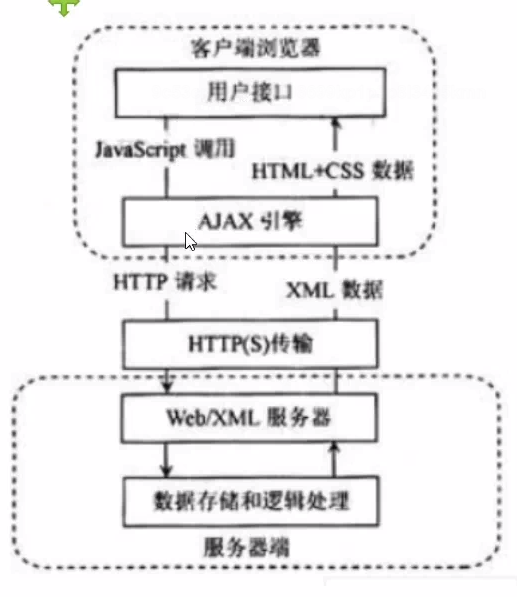 客户端浏览器
用户接口
JavaScript 调用
HTML+CSS 数据
AJAX 引擎
HTTP 请求
XML 数据
HTTP(S)传输
Web/XML 服务器
数据存储和逻辑处理
服务器端